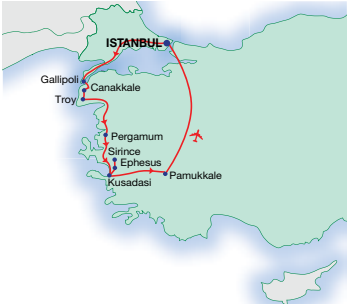 ISTANBUL
Gallipoli
Canakkale
Troy
Pergamum
Sirince
Ephesus
Kusadasi
Pamukkale